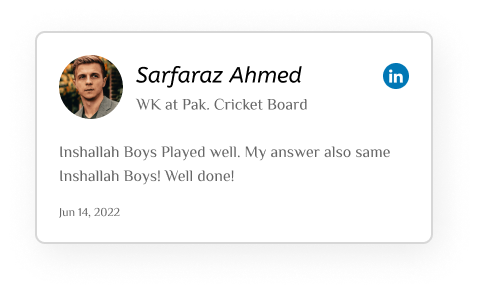 Sarfaraz Ahmed
in
WK at Pak. Cricket Board
Inshallah Boys Played well. My answer also same
Inshallah Boys! Well done!
Jun 14, 2022